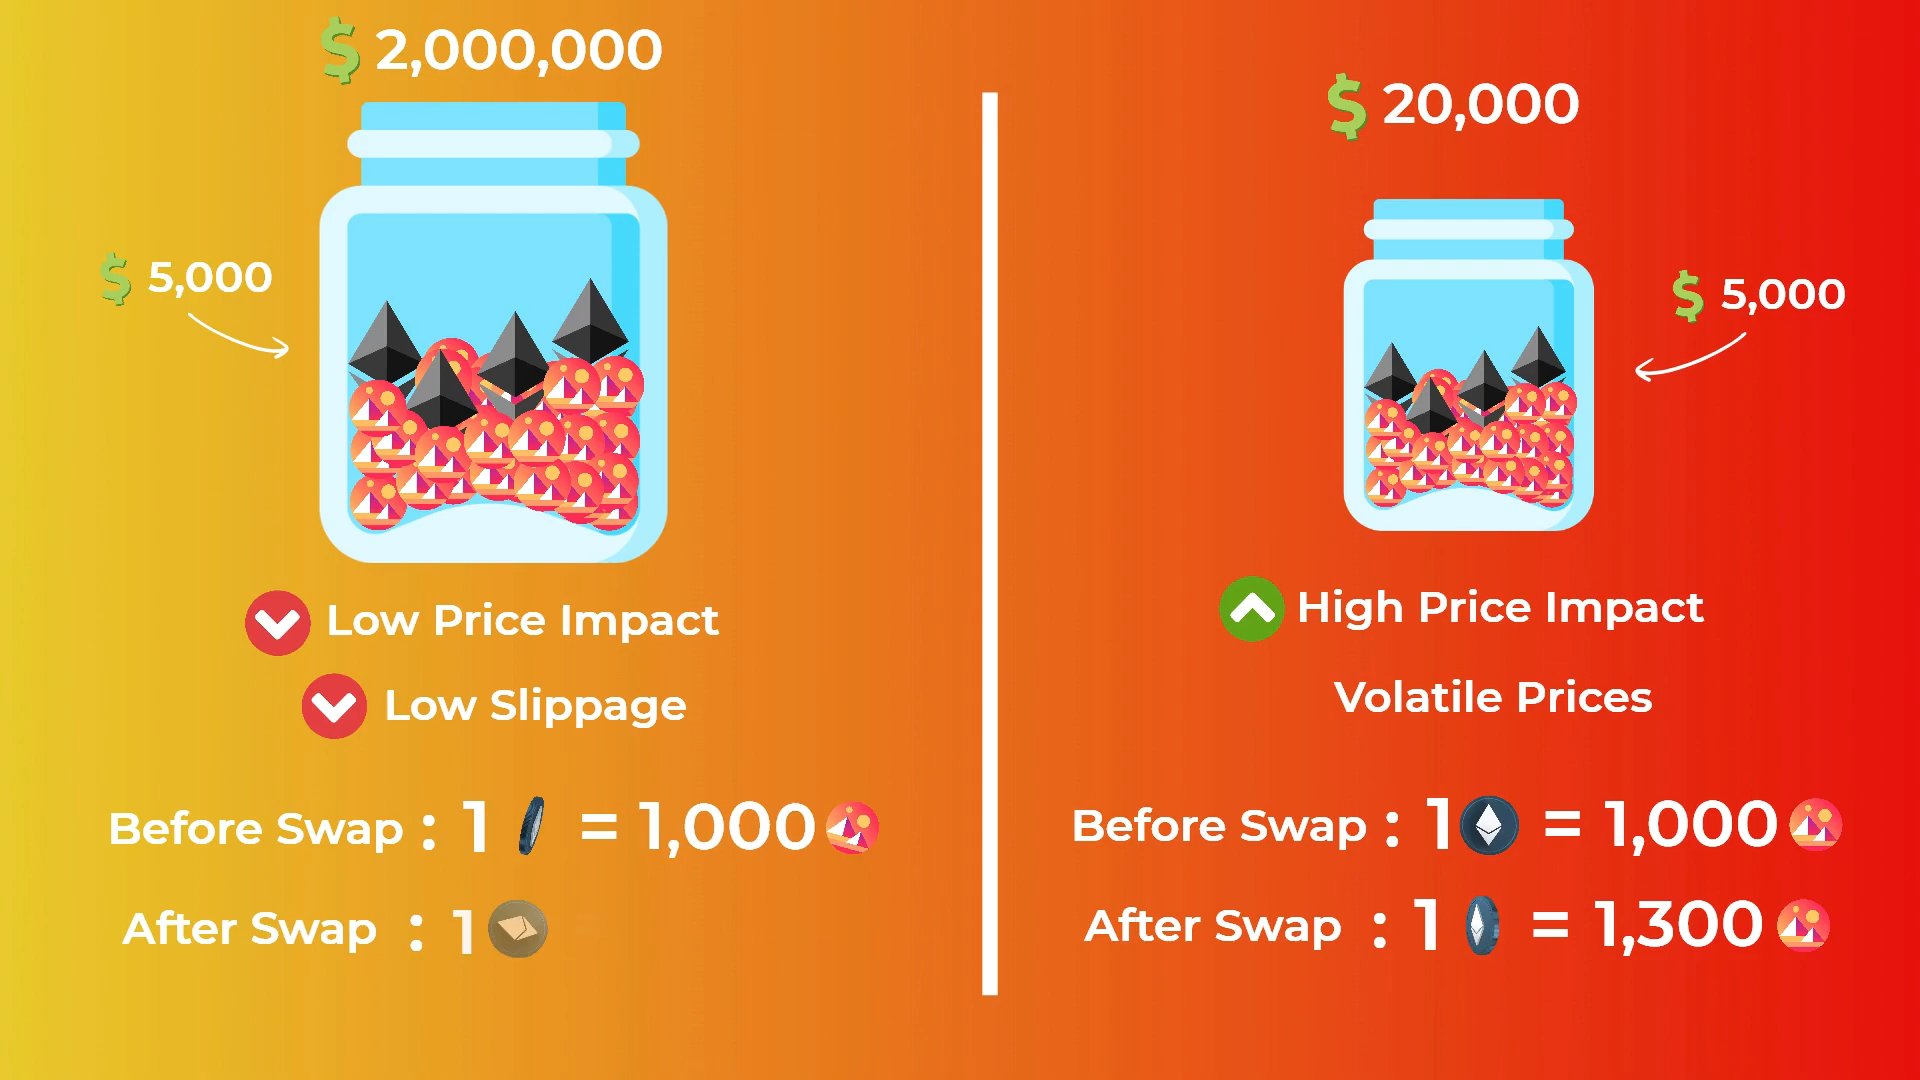 $ 2,000,000
$ 5,000
Low Price Impact
Low Slippage
Before Swap : 1 = 1,000
After Swap : 1 =
$ 20,000
$ 5,000
High Price Impact
Volatile Prices
Before Swap : 1 = 1,000
After Swap : 1 = 1,300